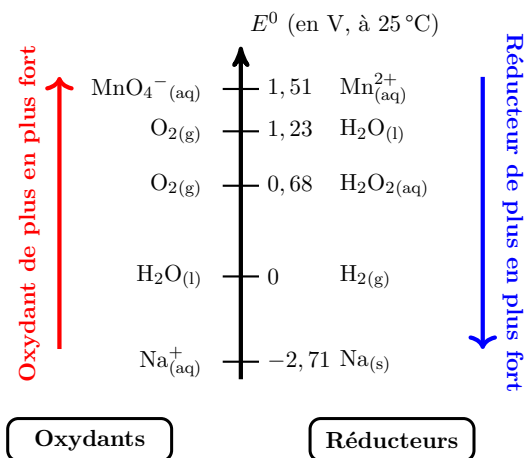 E⁰ (en V, à 25 °C)
MnO₄⁻(aq) 1,51 Mn²⁺(aq)
O₂(g) 1,23 H₂O(l)
O₂(g) 0,68 H₂O₂(aq)
H₂O(l) 0 H₂(g)
Na⁺(aq) −2,71 Na(s)
Oxydant de plus en plus fort
Réducteur de plus en plus fort
Oxydants
Réducteurs